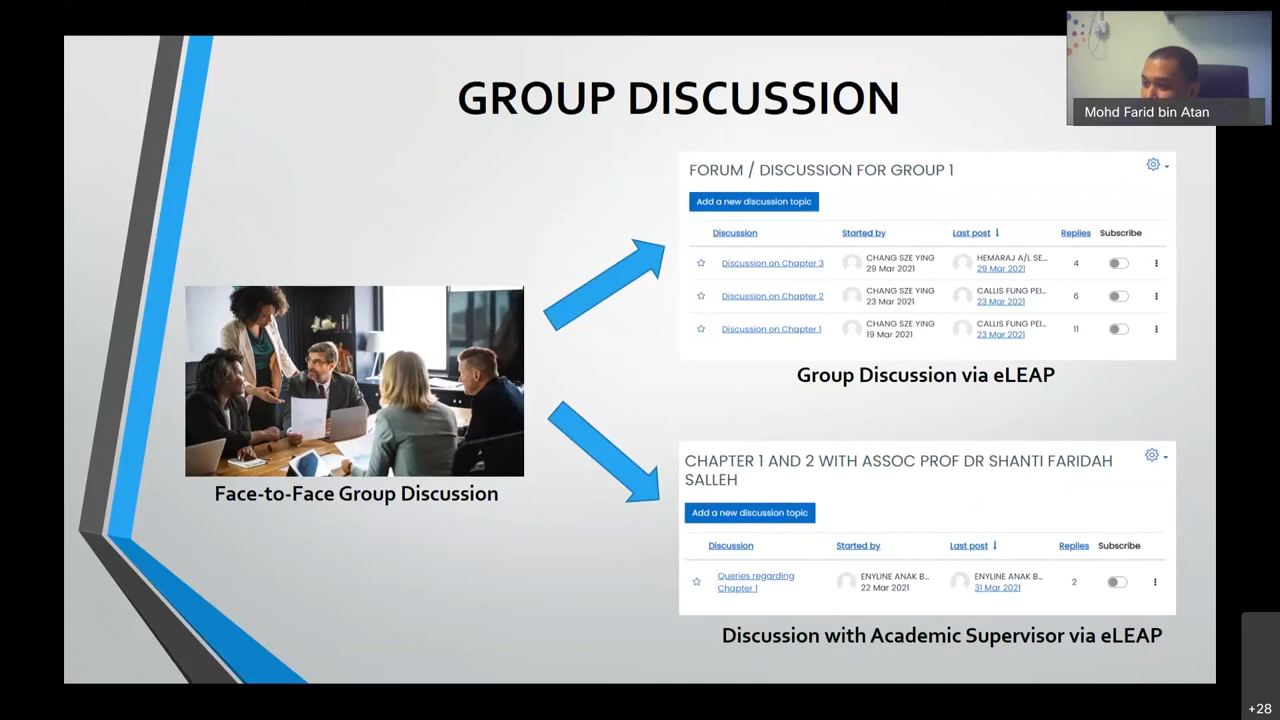 GROUP DISCUSSION
Mohd Farid bin Atan
FORUM / DISCUSSION FOR GROUP 1
Add a new discussion topic
Discussion Started by Last post ↓ Replies Subscribe
Discussion on Chapter 3 CHANG SZE YING HEMARAJ A/L SE... 4
29 Mar 2021 29 Mar 2021
Discussion on Chapter 2 CHANG SZE YING CALLIS FUNG PEI... 6
23 Mar 2021 23 Mar 2021
Discussion on Chapter 1 CHANG SZE YING CALLIS FUNG PEI... 11
19 Mar 2021 23 Mar 2021
Group Discussion via eLEAP
Face-to-Face Group Discussion
CHAPTER 1 AND 2 WITH ASSOC PROF DR SHANTI FARIDAH
SALLEH
Add a new discussion topic
Discussion Started by Last post ↓ Replies Subscribe
Queries regarding ENYLINE ANAK B... ENYLINE ANAK B... 2
Chapter 1 22 Mar 2021 31 Mar 2021
Discussion with Academic Supervisor via eLEAP
+28